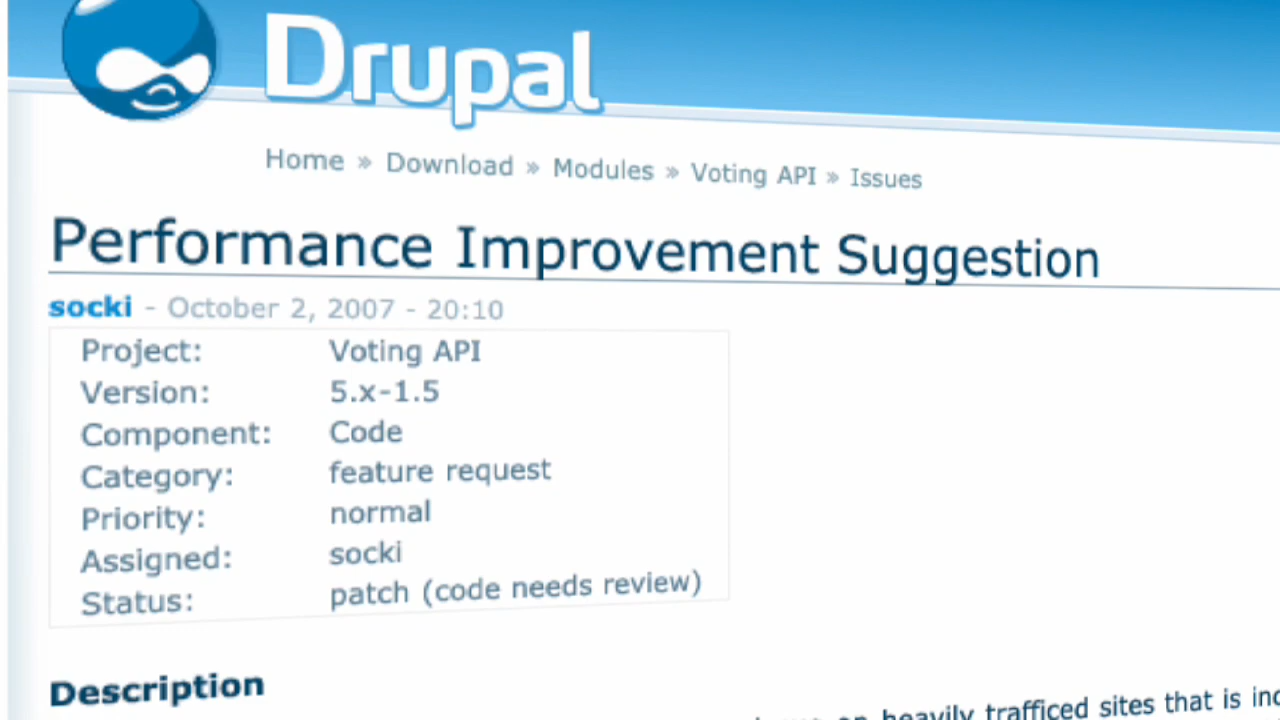 Drupal
Home » Download » Modules » Voting API » Issues
Performance Improvement Suggestion
socki - October 2, 2007 - 20:10
Project: Voting API
Version: 5.x-1.5
Component: Code
Category: feature request
Priority: normal
Assigned: socki
Status: patch (code needs review)
Description
on heavily trafficed sites that is